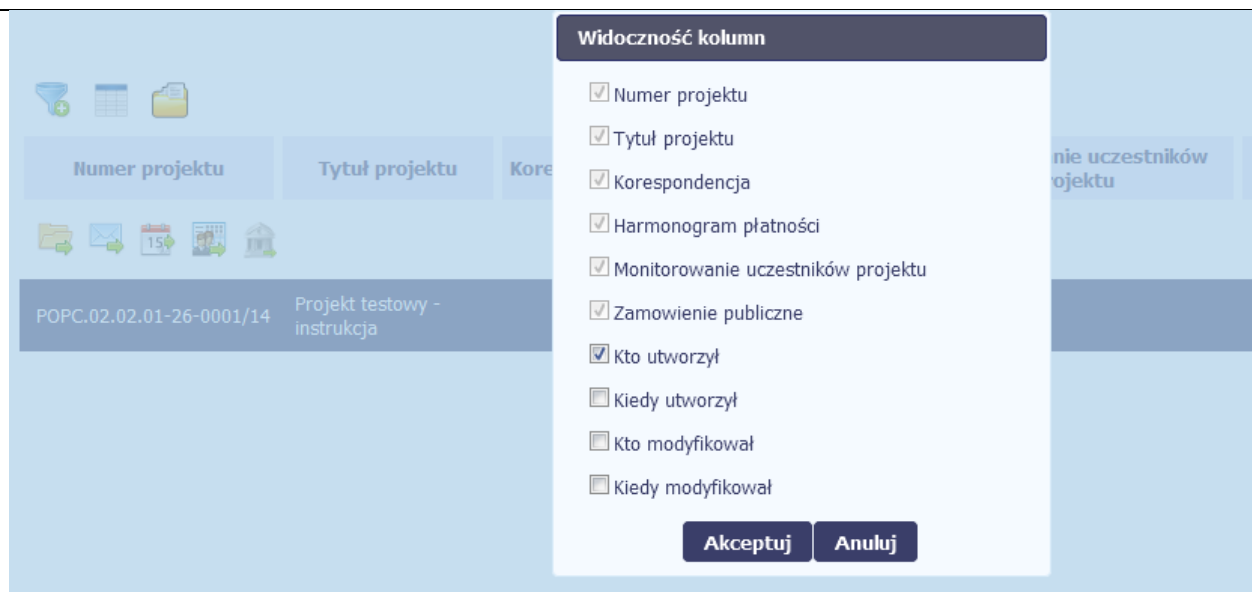 Widoczność kolumn
Numer projektu
Tytuł projektu
Korespondencja
Harmonogram płatności
Monitorowanie uczestników projektu
Zamowienie publiczne
Kto utworzył
Kiedy utworzył
Kto modyfikował
Kiedy modyfikował
Akceptuj Anuluj
Numer projektu Tytuł projektu Kore nie uczestników
ojektu
15
POPC.02.02.01-26-0001/14 Projekt testowy -
instrukcja